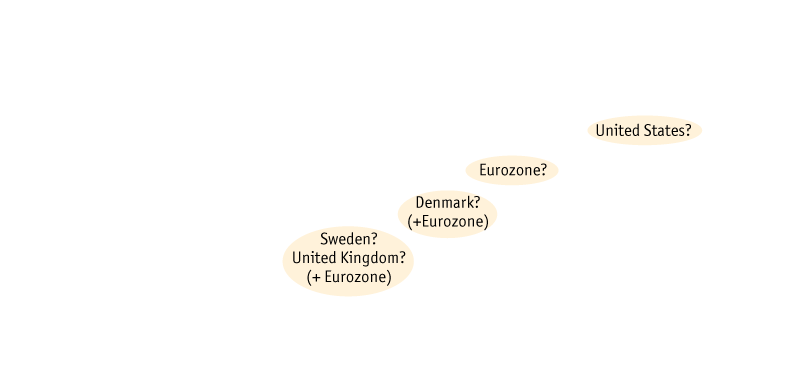 United States?
Eurozone?
Denmark?
(+Eurozone)
Sweden?
United Kingdom?
(+ Eurozone)